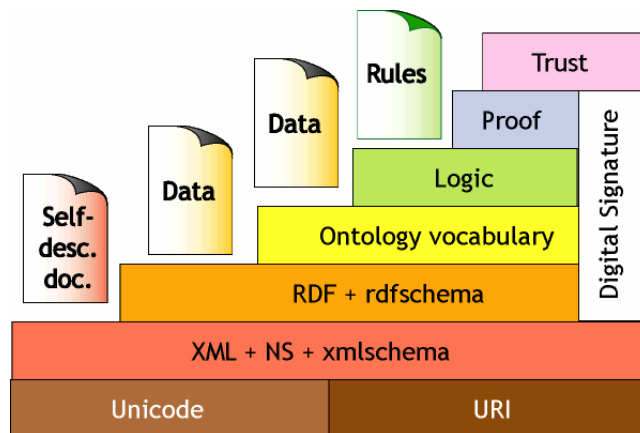 Trust
Rules
Proof
Data
Logic
Digital Signature
Data
Self-
desc.
doc.
Ontology vocabulary
RDF + rdfschema
XML + NS + xmlschema
Unicode
URI